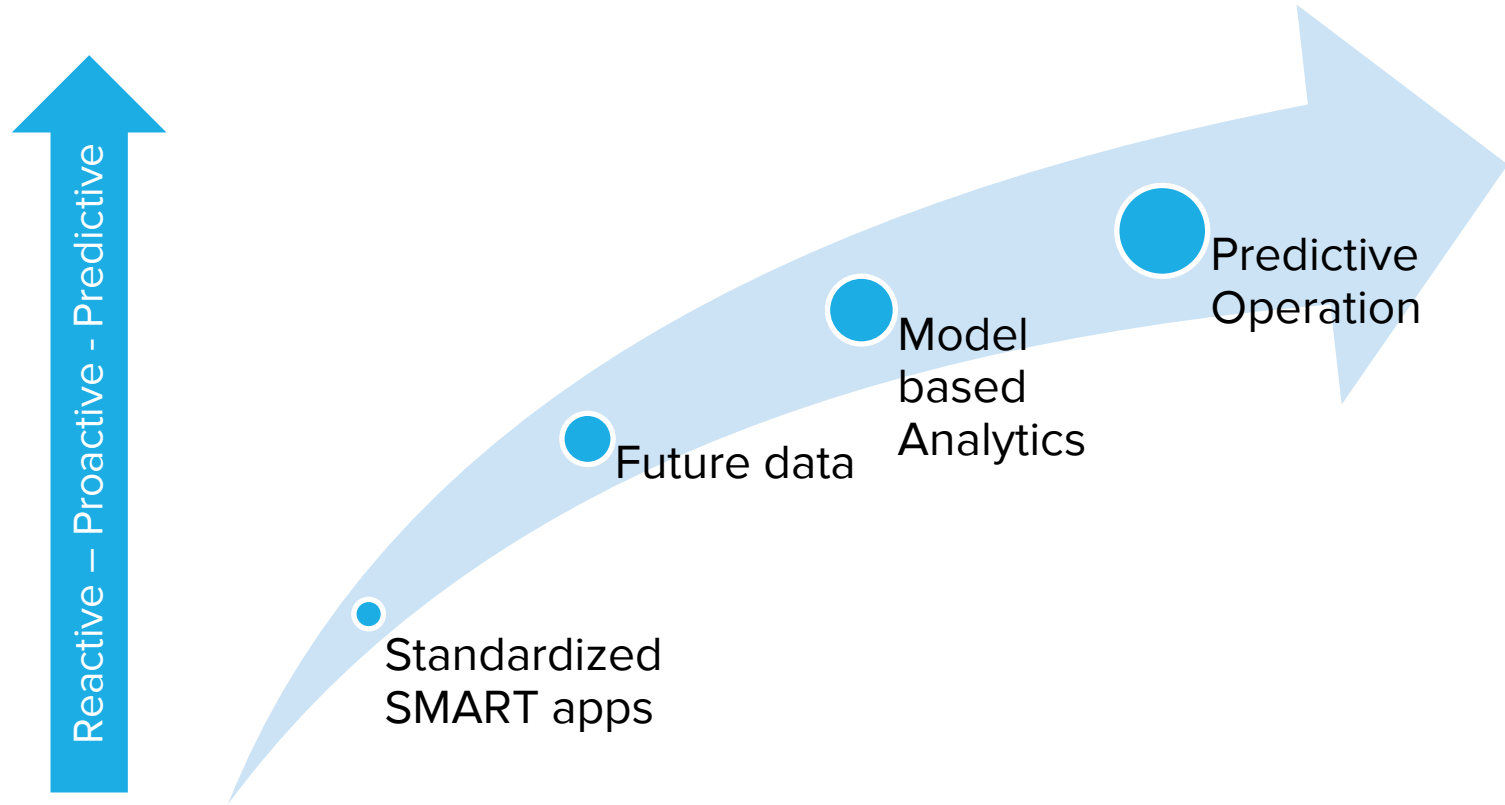 Reactive – Proactive - Predictive
Standardized
SMART apps
Future data
Model
based
Analytics
Predictive
Operation